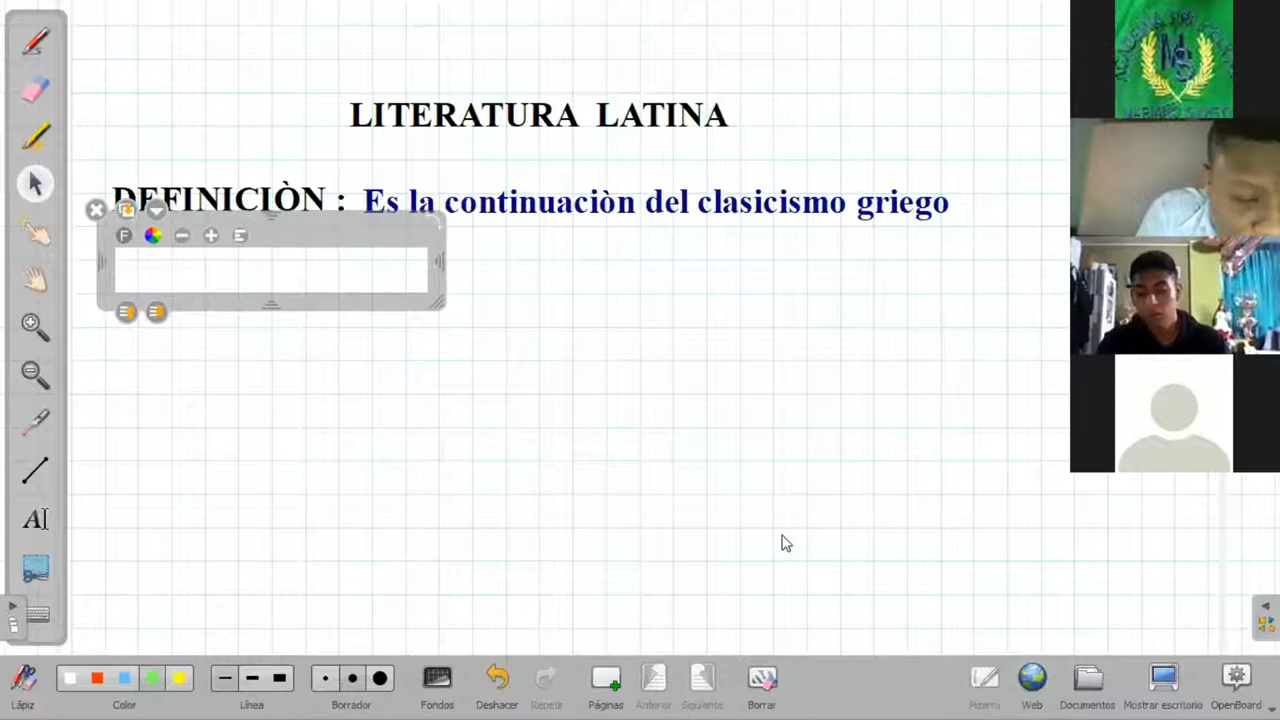 LITERATURA LATINA
DEFINICIÒN : Es la continuaciòn del clasicismo griego
F
Lápiz
Color
Línea
Borrador
Fondos
Deshacer
Repetir
Páginas
Anterior
Siguiente
Borrar
Pizarra
Web
Documentos
Mostrar escritorio
OpenBoard